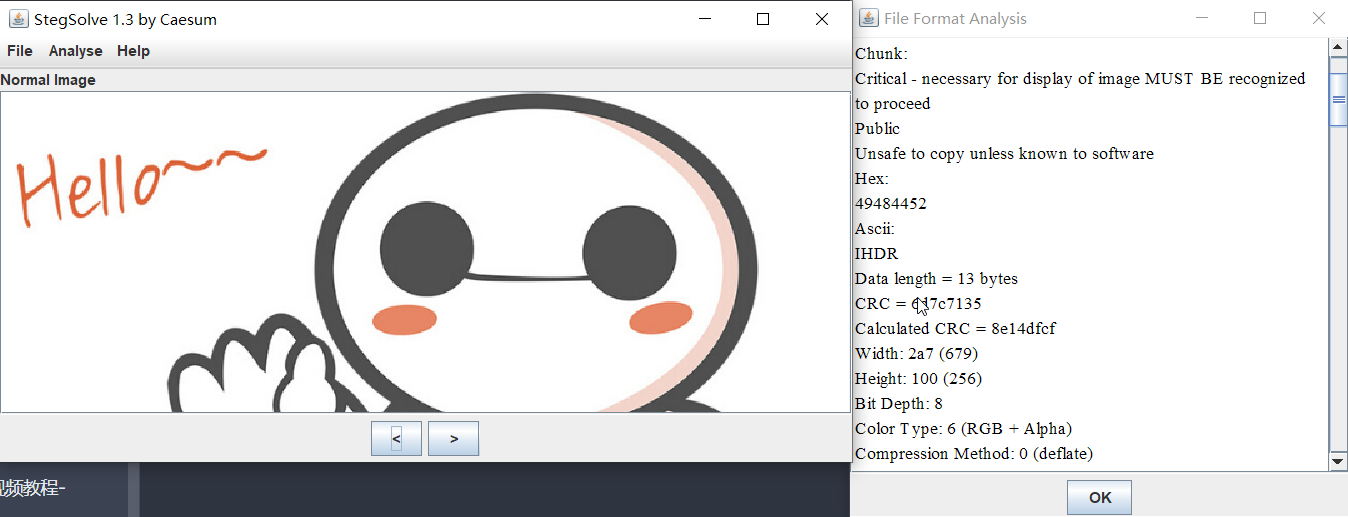 StegSolve 1.3 by Caesum
File Analyse Help
Normal Image
Hello~~
< >
视频教程-
File Format Analysis
Chunk:
Critical - necessary for display of image MUST BE recognized
to proceed
Public
Unsafe to copy unless known to software
Hex:
49484452
Ascii:
IHDR
Data length = 13 bytes
CRC =
Calculated CRC = 8e14dfcf
Width: 2a7 (679)
Height: 100 (256)
Bit Depth: 8
Color Type: 6 (RGB + Alpha)
Compression Method: 0 (deflate)
OK